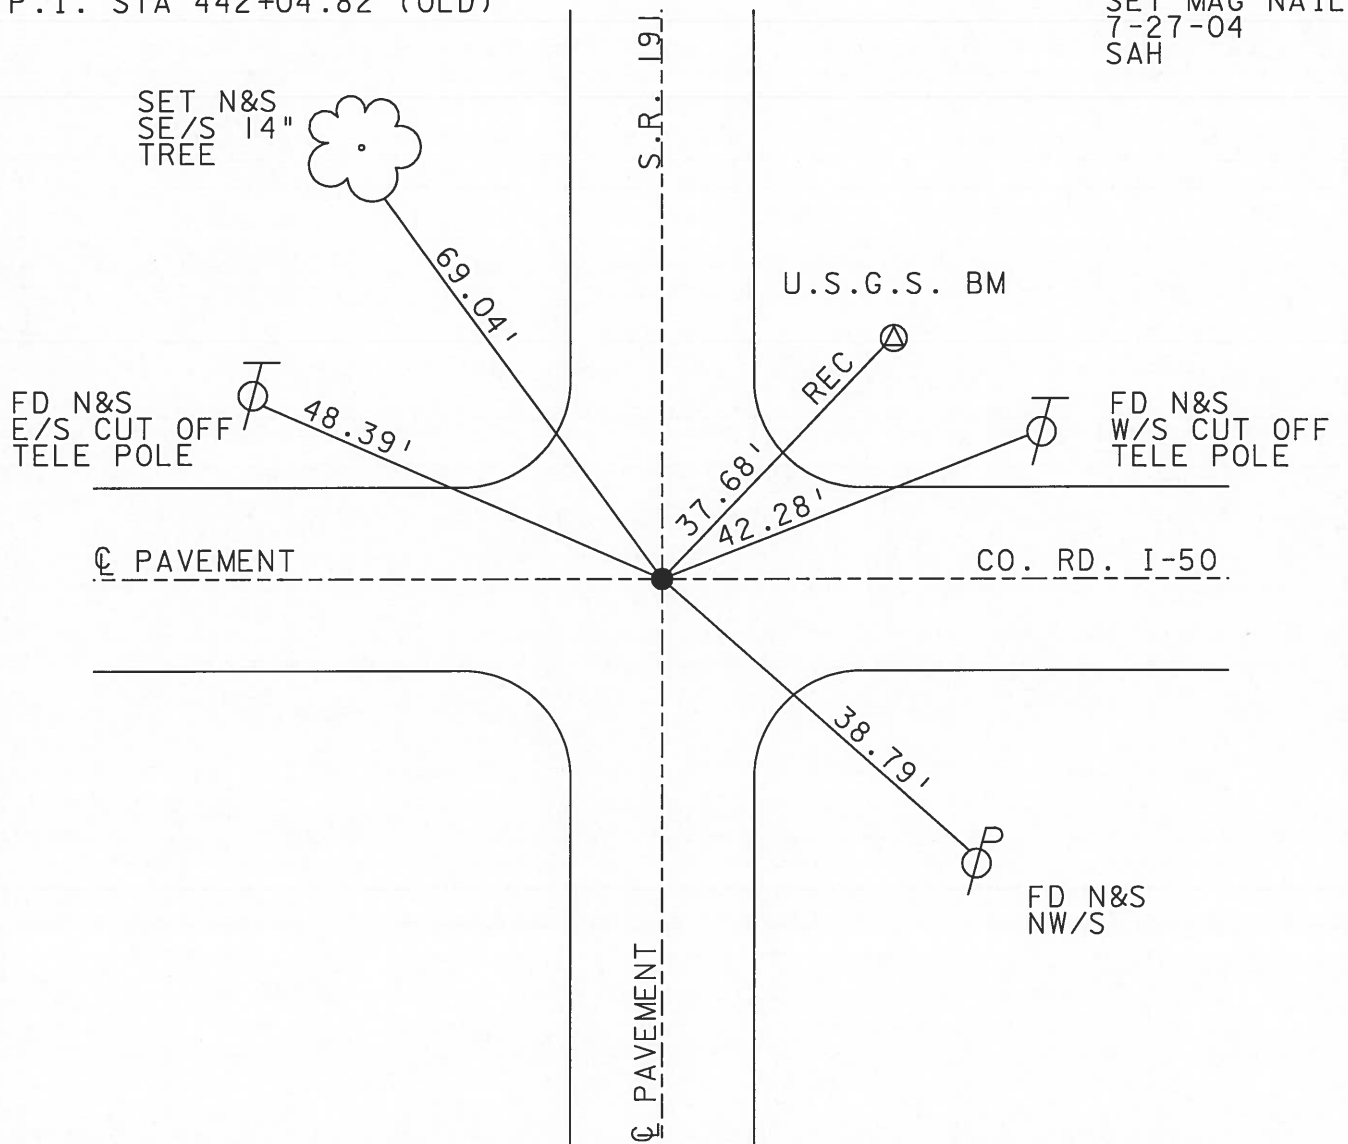 P.I. STA 442+04.82 (OLD)
SET MAG NAIL
7-27-04
SAH
S.R. 191
SET N&S
SE/S 14"
TREE
69.04'
U.S.G.S. BM
REC
37.68'
FD N&S
E/S CUT OFF
TELE POLE
48.39'
FD N&S
W/S CUT OFF
TELE POLE
42.28'
℄ PAVEMENT
CO. RD. I-50
38.79'
P
FD N&S
NW/S
℄ PAVEMENT